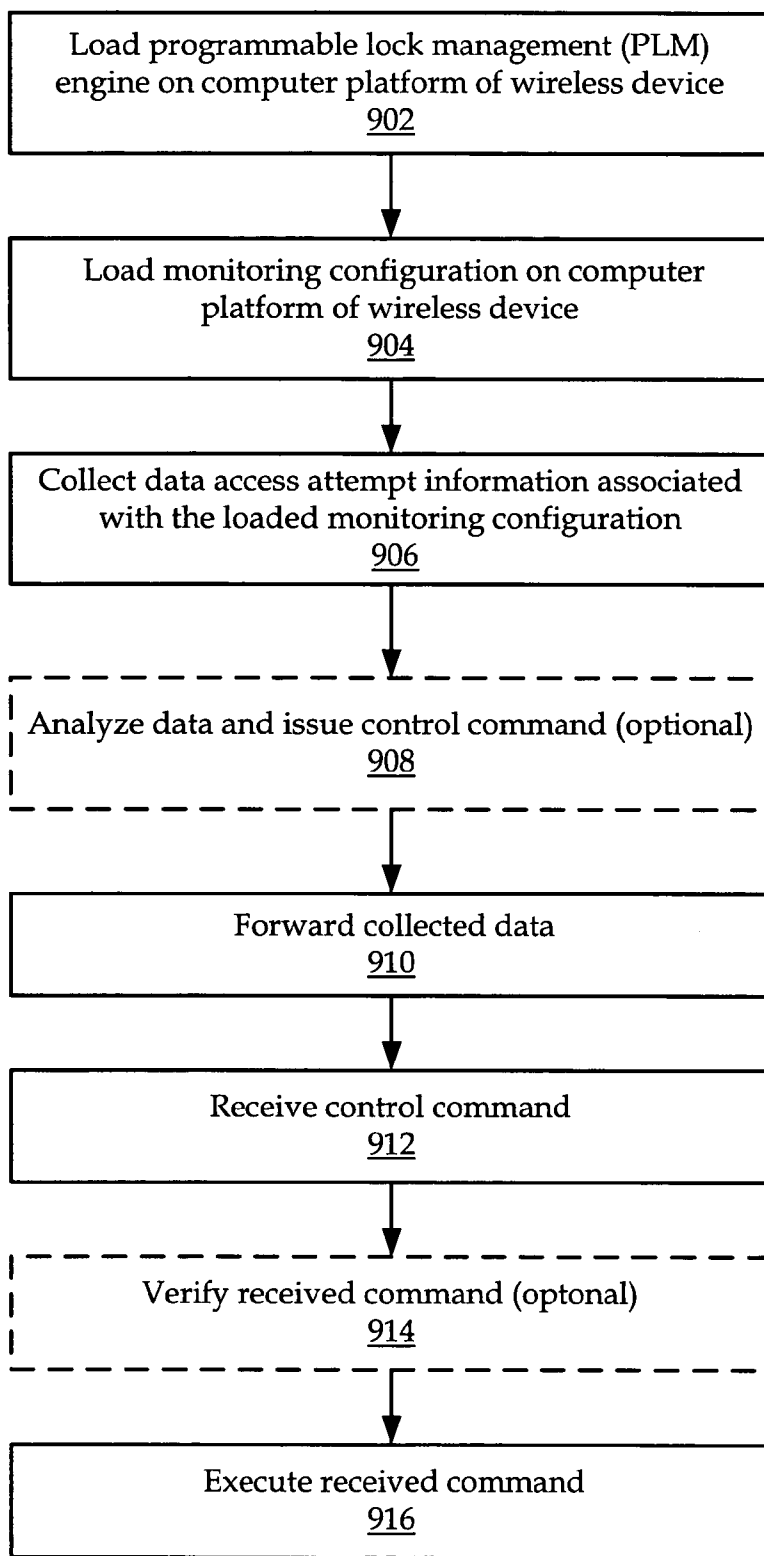 Load programmable lock management (PLM)
engine on computer platform of wireless device
902
Load monitoring configuration on computer
platform of wireless device
904
Collect data access attempt information associated
with the loaded monitoring configuration
906
Analyze data and issue control command (optional)
908
Forward collected data
910
Receive control command
912
Verify received command (optonal)
914
Execute received command
916